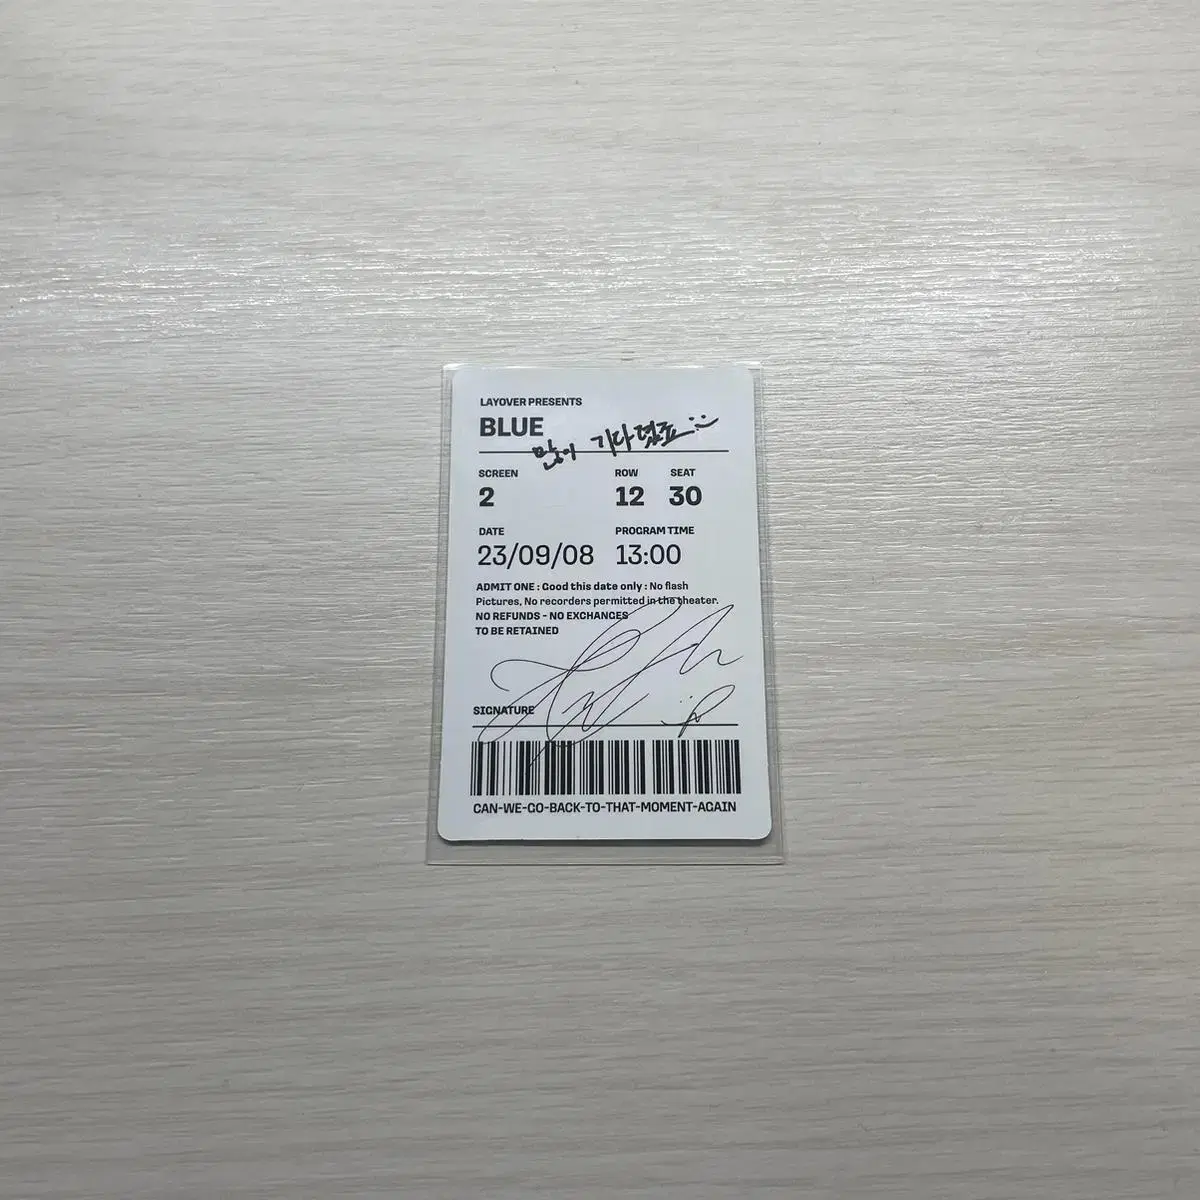 LAYOVER PRESENTS
BLUE
많이 기다렸죠 :)
SCREEN ROW SEAT
2 12 30
DATE PROGRAM TIME
23/09/08 13:00
ADMIT ONE : Good this date only : No flash
Pictures, No recorders permitted in the theater.
NO REFUNDS - NO EXCHANGES
TO BE RETAINED
SIGNATURE
CAN-WE-GO-BACK-TO-THAT-MOMENT-AGAIN